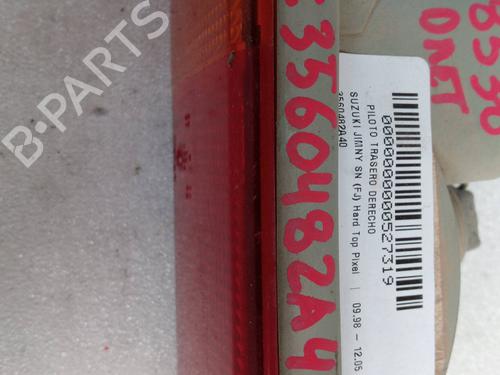 B-PARTS
3560482A4
000000000527319
PILOTO TRASERO DERECHO
SUZUKI JIMNY SN (FJ) Hard Top Pixel | 09.98 – 12.05
3560482A40